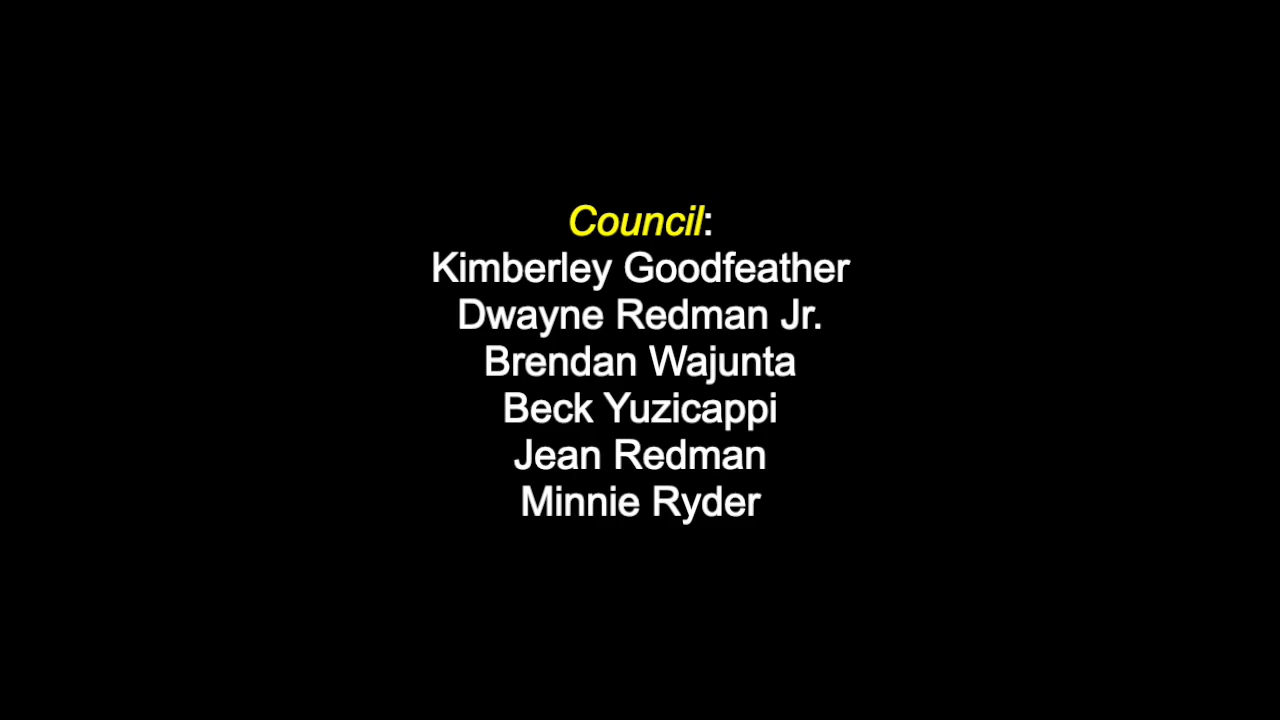 Council:
Kimberley Goodfeather
Dwayne Redman Jr.
Brendan Wajunta
Beck Yuzicappi
Jean Redman
Minnie Ryder